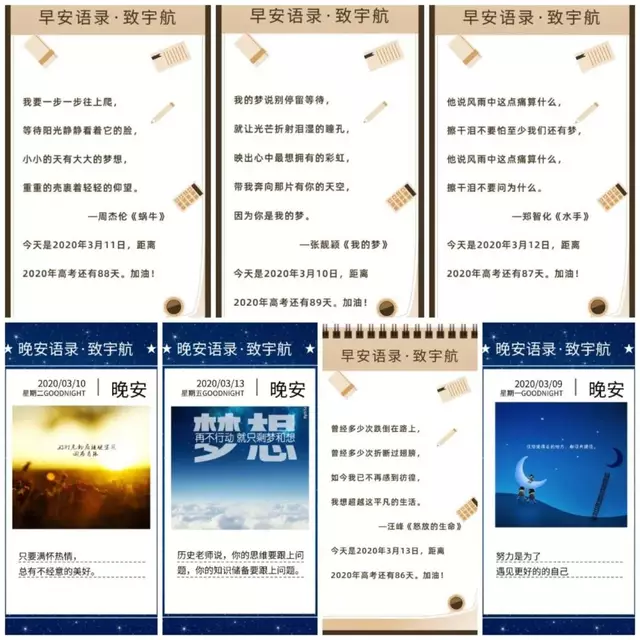 早安语录·致宇航
我要一步一步往上爬，
等待阳光静静看着它的脸，
小小的天有大大的梦想，
重重的壳裹着轻轻的仰望。
—周杰伦《蜗牛》
今天是2020年3月11日，距离
2020年高考还有88天。加油！
早安语录·致宇航
我的梦说别停留等待，
就让光芒折射泪湿的瞳孔，
映出心中最想拥有的彩虹，
带我奔向那片有你的天空，
因为你是我的梦。
—张靓颖《我的梦》
今天是2020年3月10日，距离
2020年高考还有89天。加油！
早安语录·致宇航
他说风雨中这点痛算什么，
擦干泪不要怕至少我们还有梦，
他说风雨中这点痛算什么，
擦干泪不要问为什么。
—郑智化《水手》
今天是2020年3月12日，距离
2020年高考还有87天。加油！
晚安语录·致宇航
2020/03/10
星期二GOODNIGHT
晚安
只要满怀热情，
总有不经意的美好。
晚安语录·致宇航
2020/03/13
星期五GOODNIGHT
晚安
梦想
再不行动 就只剩梦和想
历史老师说，你的思维要跟上问
题，你的知识储备要跟上问题。
早安语录·致宇航
曾经多少次跌倒在路上，
曾经多少次折断过翅膀，
如今我已不再感到彷徨，
我想超越这平凡的生活。
—汪峰《怒放的生命》
今天是2020年3月13日，距离
2020年高考还有86天。加油！
晚安语录·致宇航
2020/03/09
星期一GOODNIGHT
晚安
努力是为了
遇见更好的的自己